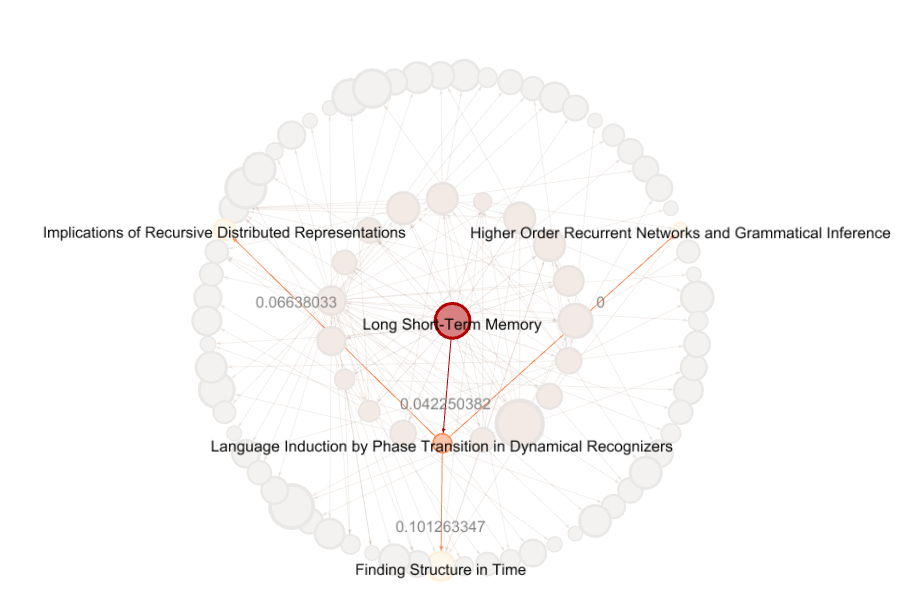 Implications of Recursive Distributed Representations
Higher Order Recurrent Networks and Grammatical Inference
0.06638033
0
Long Short-Term Memory
0.042250382
Language Induction by Phase Transition in Dynamical Recognizers
0.101263347
Finding Structure in Time